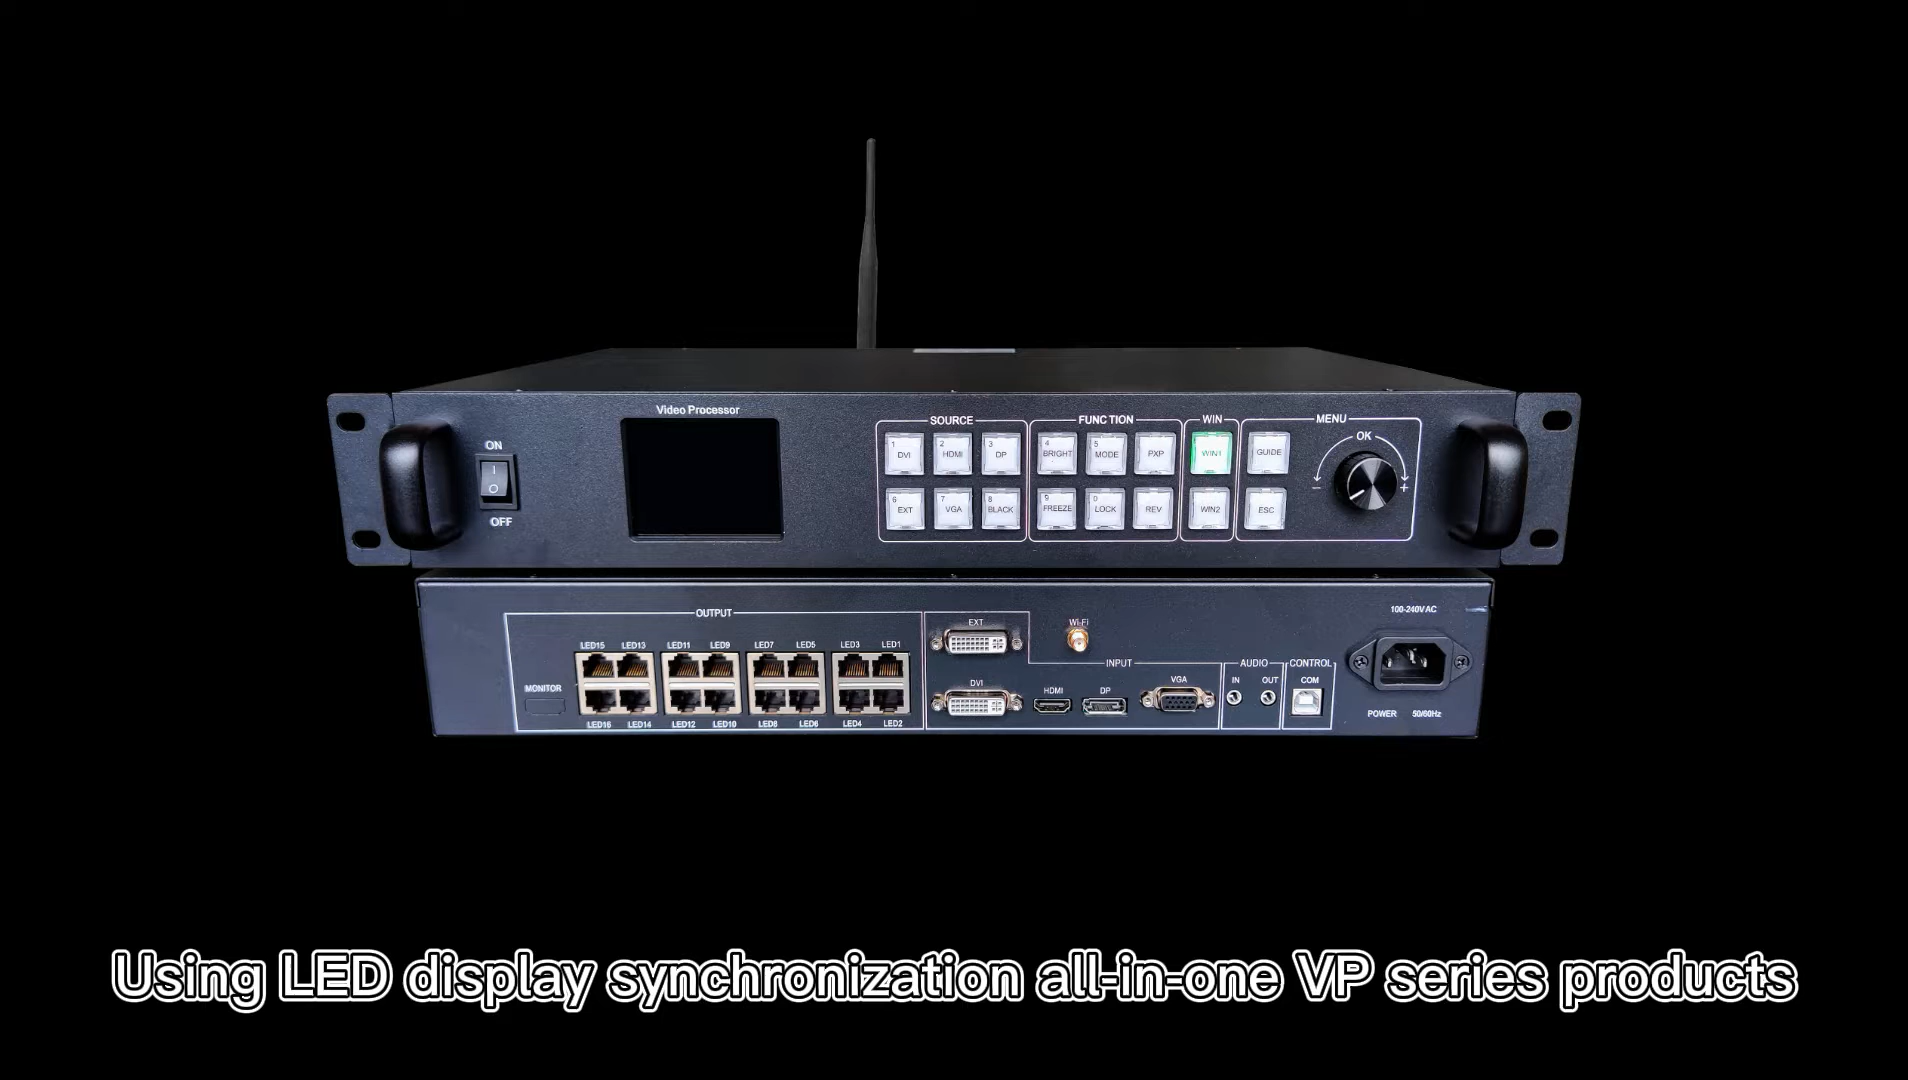 Video Processor
ON
OFF
SOURCE
1 DVI
2 HDMI
3 DP
6 EXT
7 VGA
8 BLACK
FUNCTION
4 BRIGHT
5 MODE
PXP
9 FREEZE
0 LOCK
REV
WIN
WIN1
WIN2
MENU
GUIDE
ESC
OK
- +
OUTPUT
LED15 LED13 LED11 LED9 LED7 LED5 LED3 LED1
MONITOR
LED16 LED14 LED12 LED10 LED8 LED6 LED4 LED2
EXT
Wi-Fi
INPUT
DVI
HDMI
DP
VGA
AUDIO
IN OUT
CONTROL
COM
100-240V AC
POWER 50/60Hz
Using LED display synchronization all-in-one VP series products